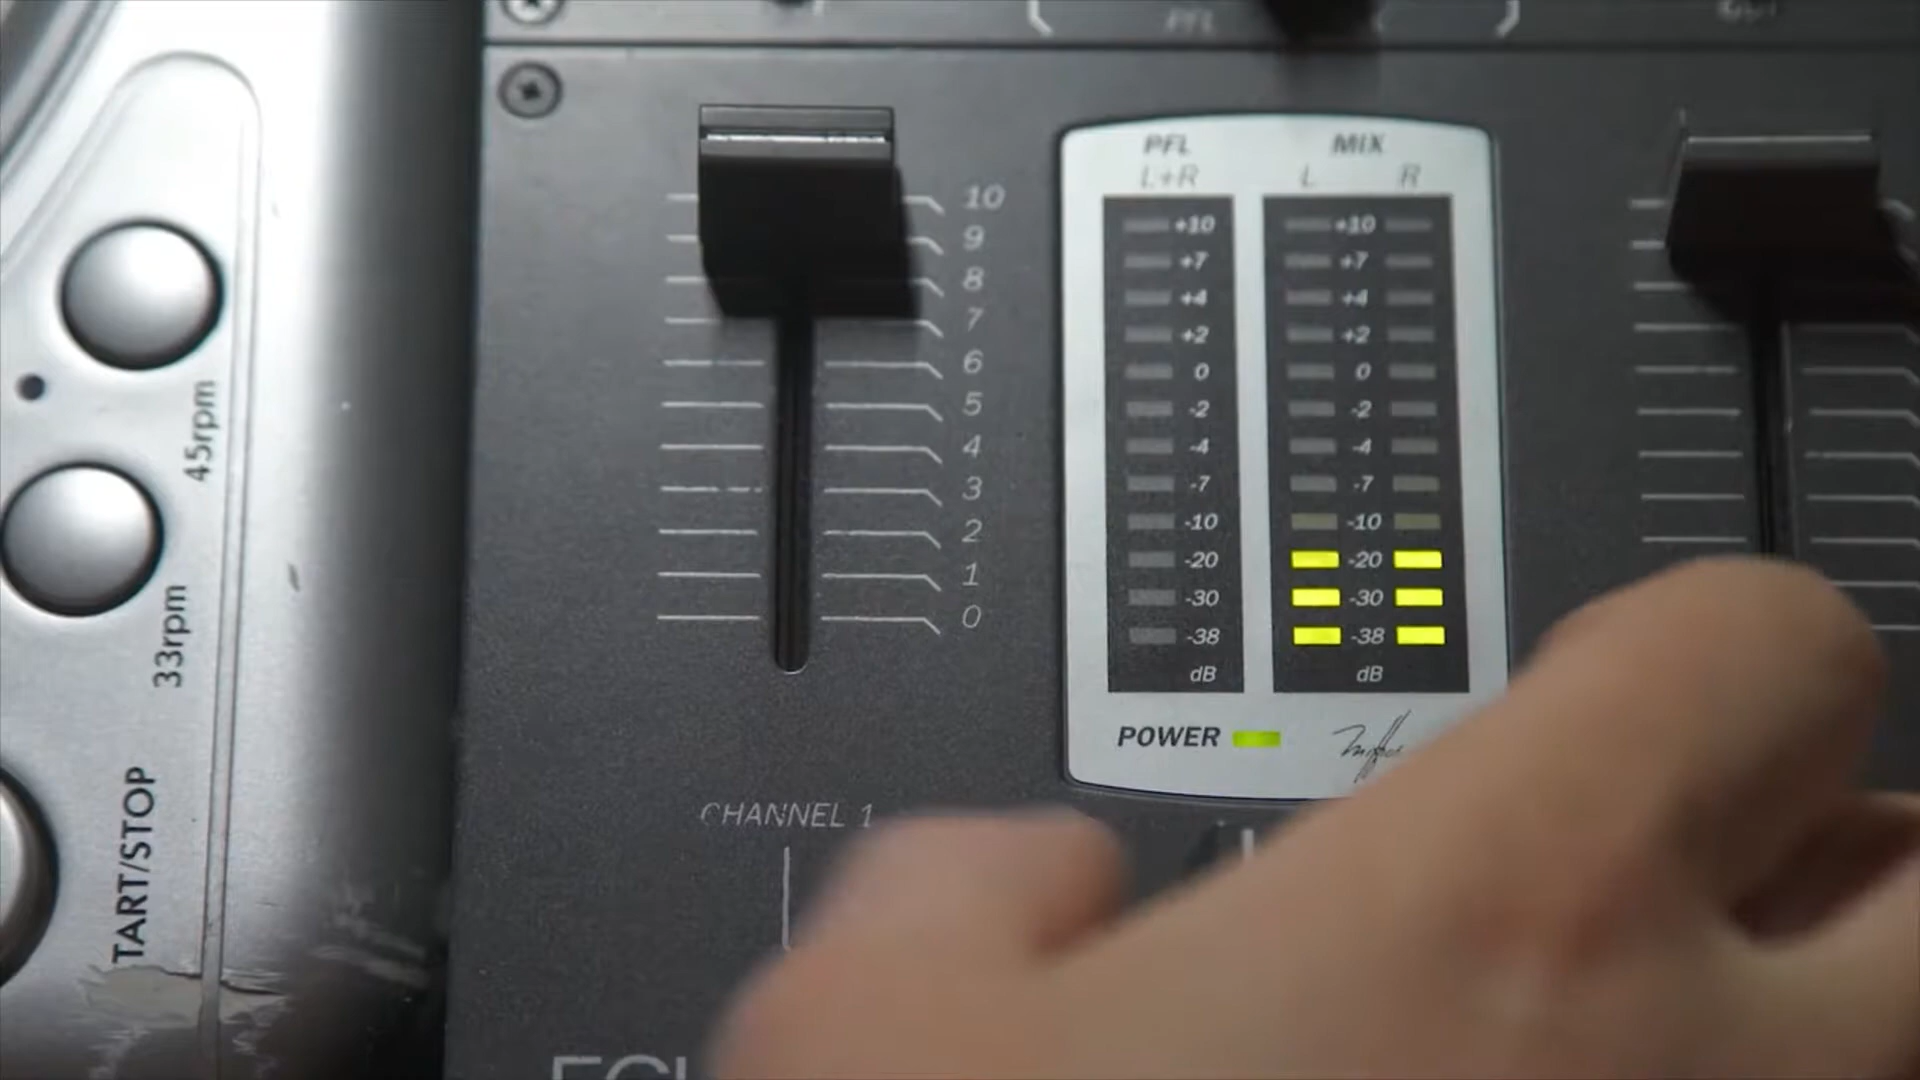 PFL
45rpm
33rpm
TART/STOP
10
9
8
7
6
5
4
3
2
1
0
CHANNEL 1
PFL
L+R
MIX
L R
+10 +10
+7 +7
+4 +4
+2 +2
0 0
-2 -2
-4 -4
-7 -7
-10 -10
-20 -20
-30 -30
-38 -38
dB dB
POWER